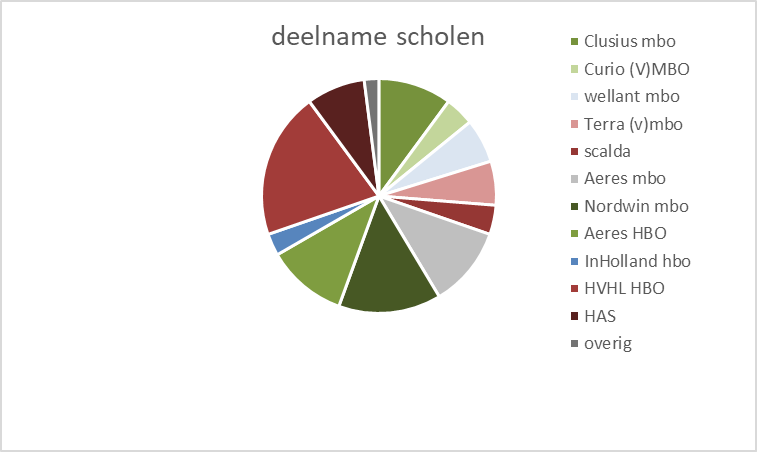 deelname scholen
Clusius mbo
Curio (V)MBO
wellant mbo
Terra (v)mbo
scalda
Aeres mbo
Nordwin mbo
Aeres HBO
InHolland hbo
HVHL HBO
HAS
overig